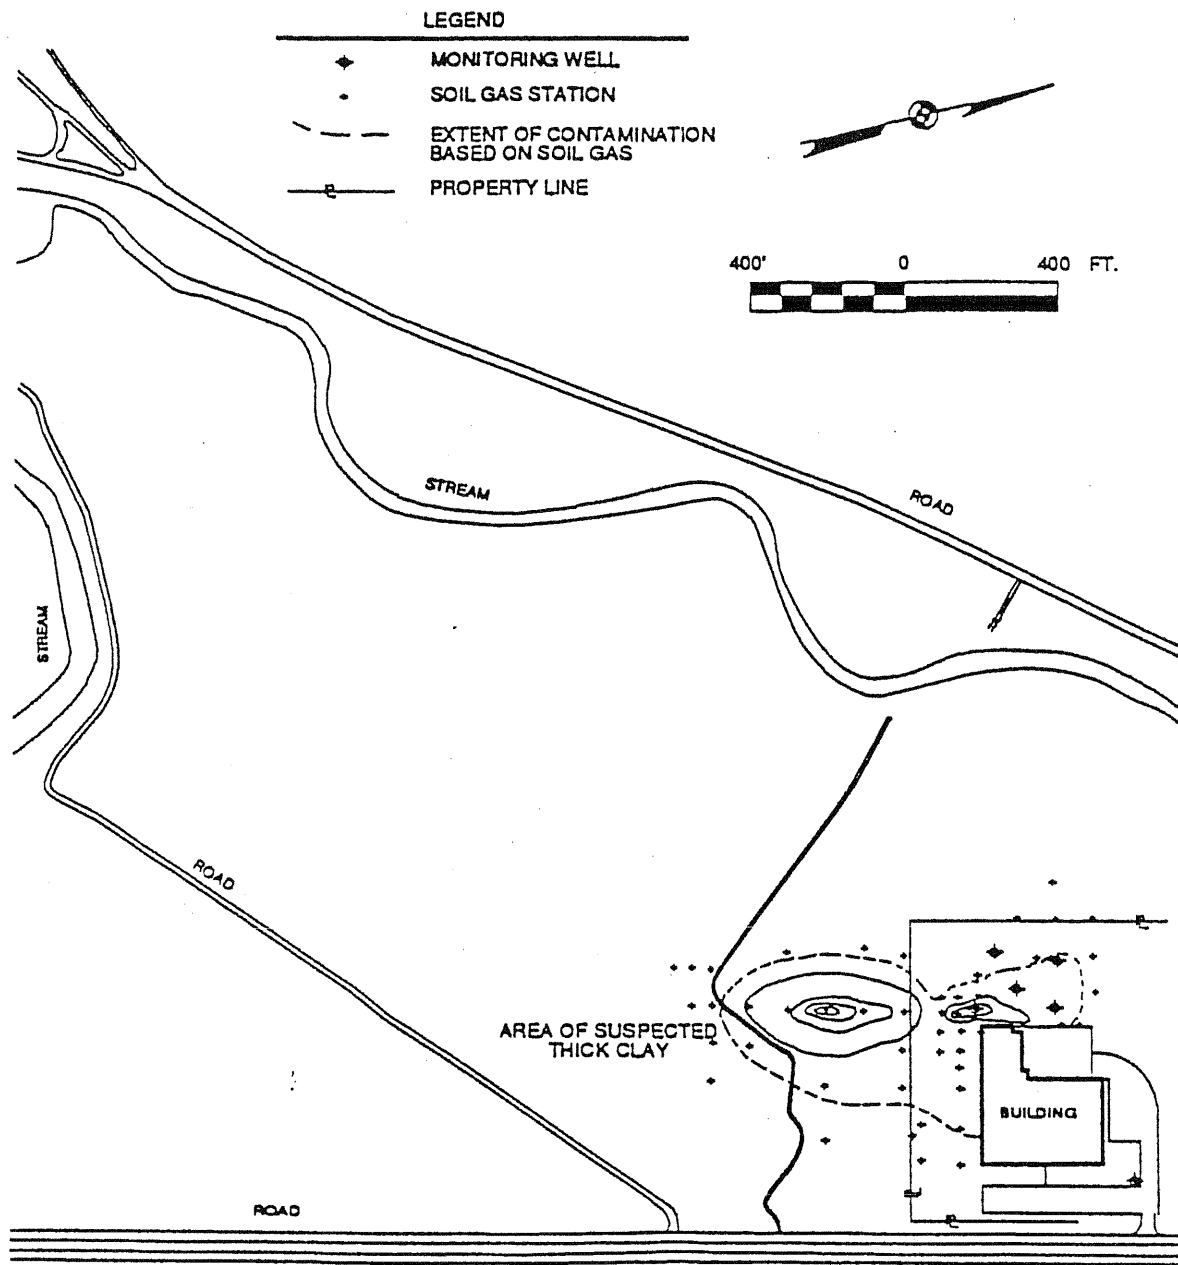 LEGEND
MONITORING WELL
SOIL GAS STATION
EXTENT OF CONTAMINATION
BASED ON SOIL GAS
PROPERTY LINE
400' 0 400 FT.
STREAM
ROAD
STREAM
ROAD
AREA OF SUSPECTED
THICK CLAY
BUILDING
ROAD